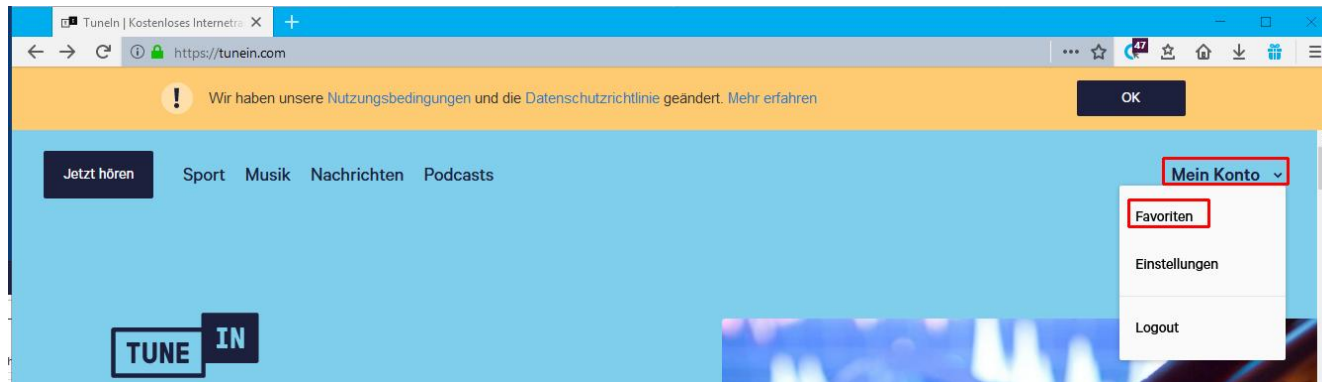 TuneIn | Kostenloses Internetra
https://tunein.com
47
! Wir haben unsere Nutzungsbedingungen und die Datenschutzrichtlinie geändert. Mehr erfahren OK
Jetzt hören Sport Musik Nachrichten Podcasts Mein Konto
Favoriten
Einstellungen
Logout
TUNE IN